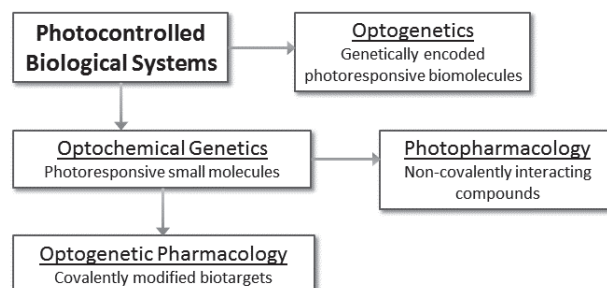 Photocontrolled
Biological Systems
Optogenetics
Genetically encoded
photoresponsive biomolecules
Optochemical Genetics
Photoresponsive small molecules
Photopharmacology
Non-covalently interacting
compounds
Optogenetic Pharmacology
Covalently modified biotargets